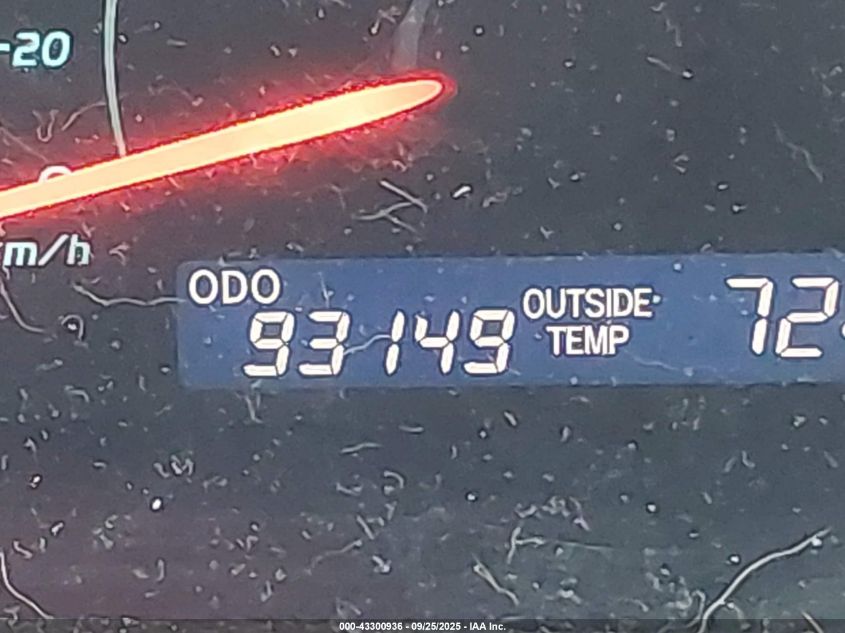 -20
m/h
ODO
93149
OUTSIDE
TEMP
72
000-43300936 - 09/25/2025 - IAA Inc.